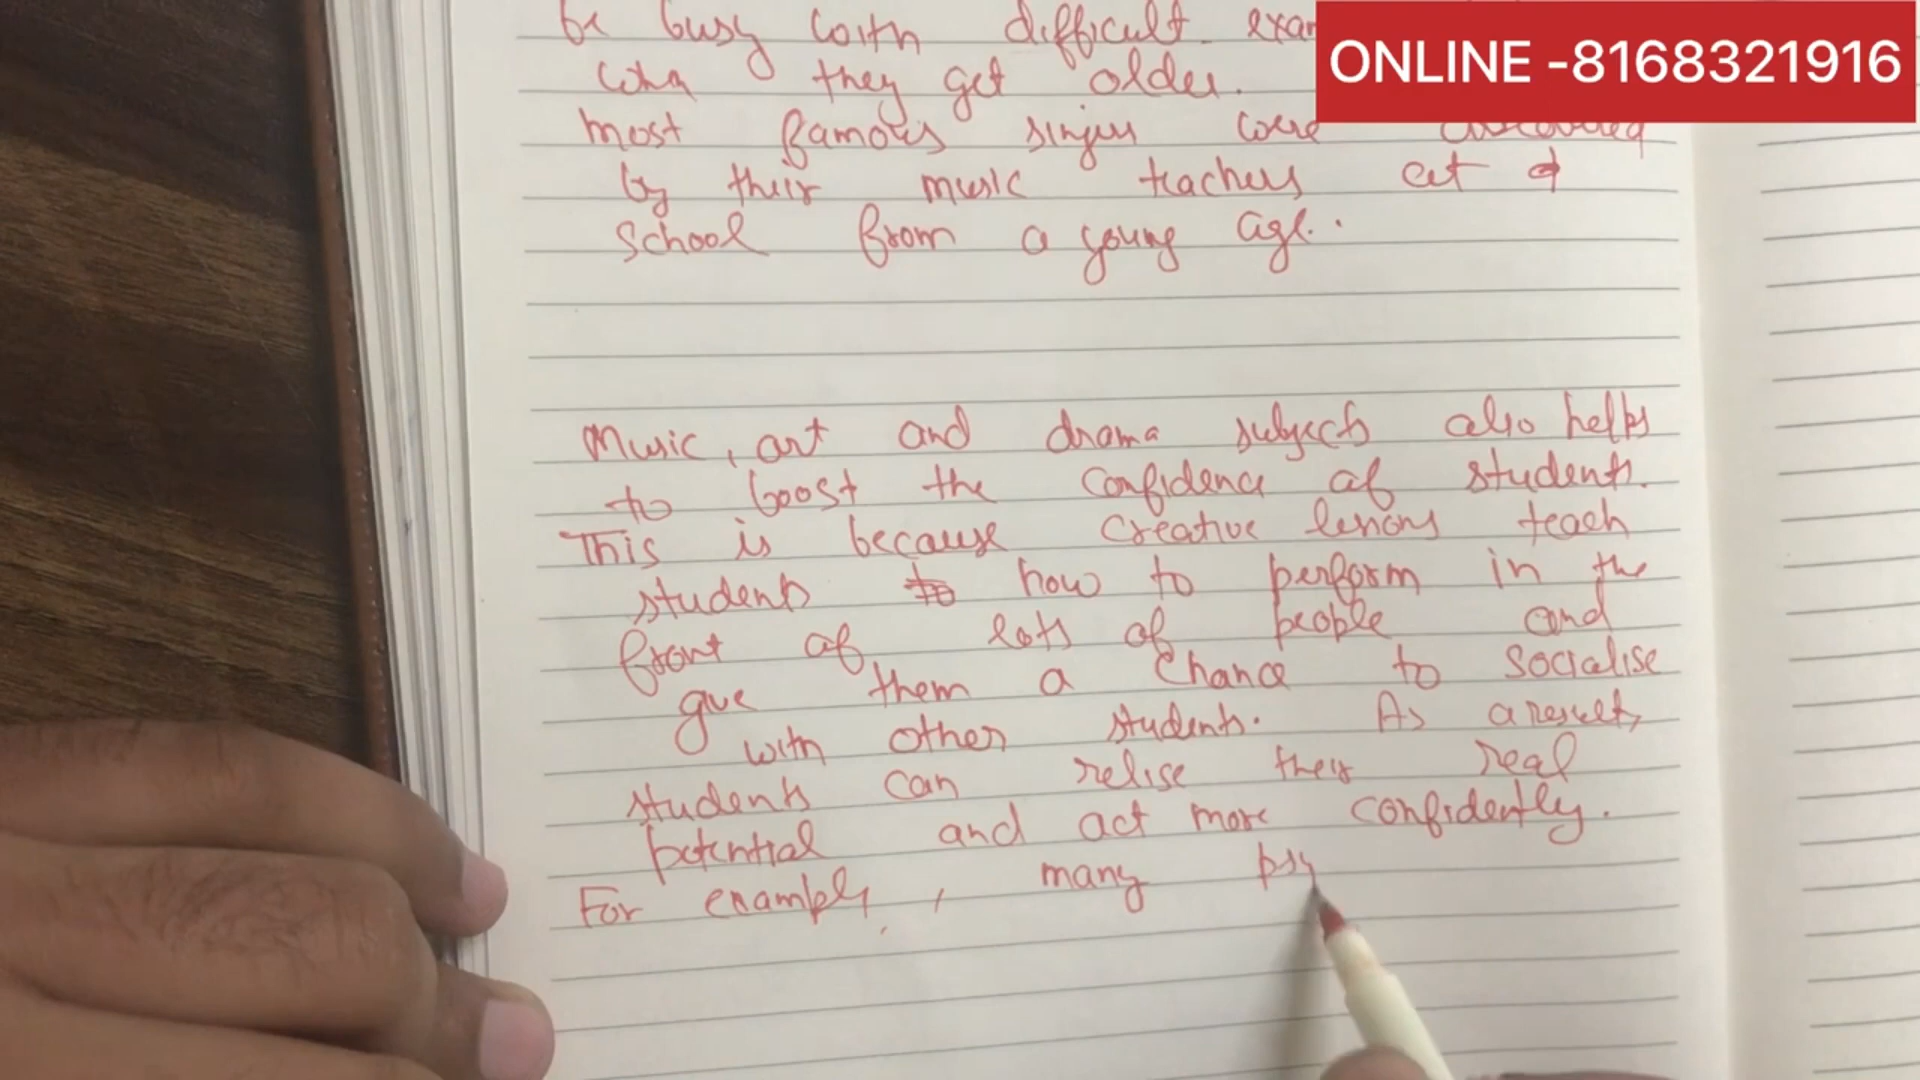 be busy with difficult exam
ONLINE -8168321916
when they get older.
most famous singers were discovered
by their music teachers at
school from a young age.
Music, art and drama subjects also helps
to boost the confidence of students.
This is because creative lessons teach
students to how to perform in the
front of lots of people and
give them a chance to socialise
with other students. As a result,
students can relise their real
potential and act more confidently.
For example, many psy